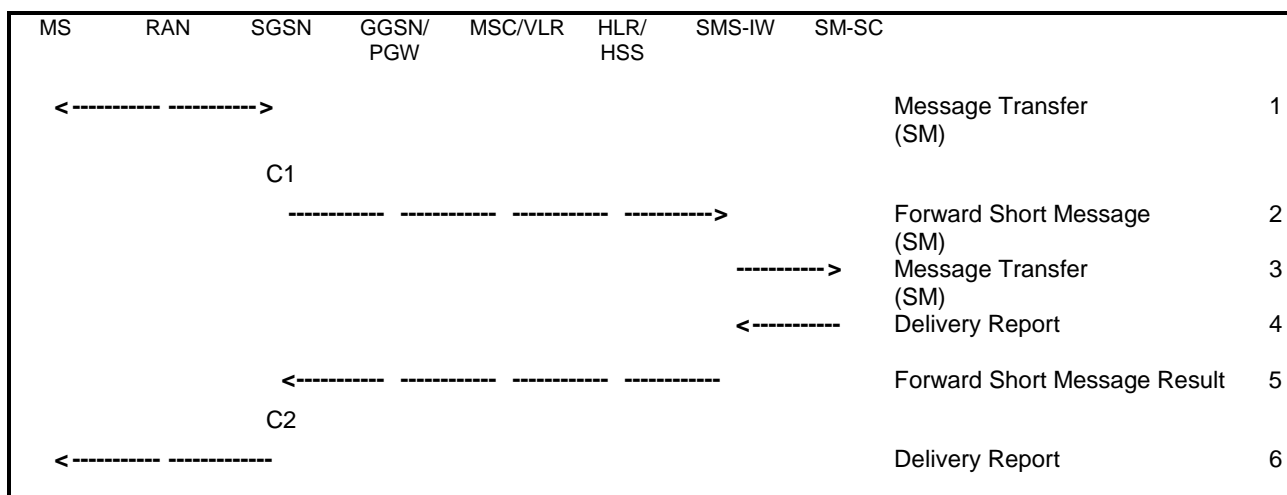 MS RAN SGSN GGSN/ MSC/VLR HLR/ SMS-IW SM-SC
PGW HSS
Message Transfer 1
(SM)
C1
Forward Short Message 2
(SM)
Message Transfer 3
(SM)
Delivery Report 4
Forward Short Message Result 5
C2
Delivery Report 6